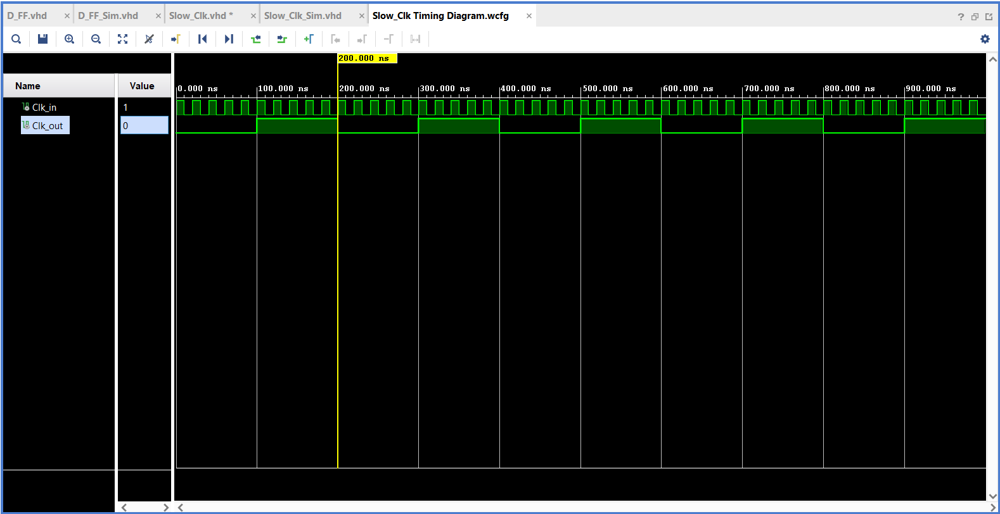 D_FF.vhd × D_FF_Sim.vhd × Slow_Clk.vhd * × Slow_Clk_Sim.vhd × Slow_Clk Timing Diagram.wcfg ×
?
200.000 ns
Name Value
0.000 ns 100.000 ns 200.000 ns 300.000 ns 400.000 ns 500.000 ns 600.000 ns 700.000 ns 800.000 ns 900.000 ns
Clk_in 1
Clk_out 0